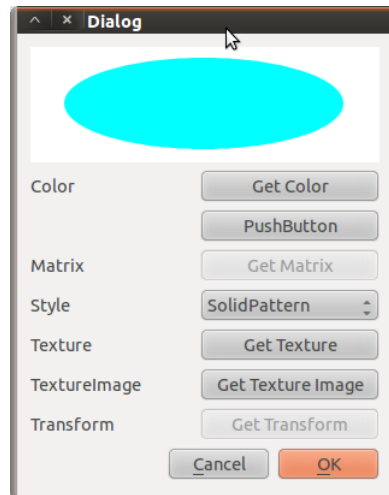 Dialog
Color Get Color
PushButton
Matrix Get Matrix
Style SolidPattern
Texture Get Texture
TextureImage Get Texture Image
Transform Get Transform
Cancel OK